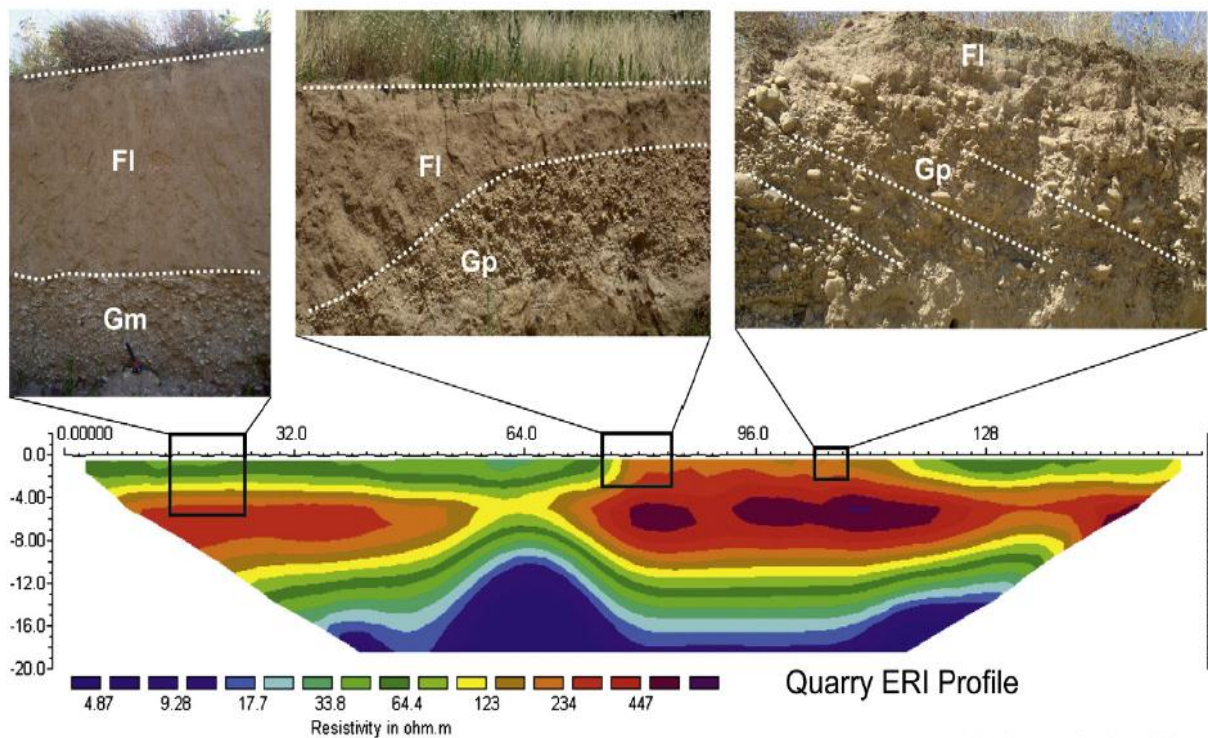 Fl
Gm
Fl
Gp
Fl
Gp
0.00000 32.0 64.0 96.0 128
0.0
-4.00
-8.00
-12.0
-16.0
-20.0
4.87 9.28 17.7 33.8 64.4 123 234 447
Resistivity in ohm.m
Quarry ERI Profile